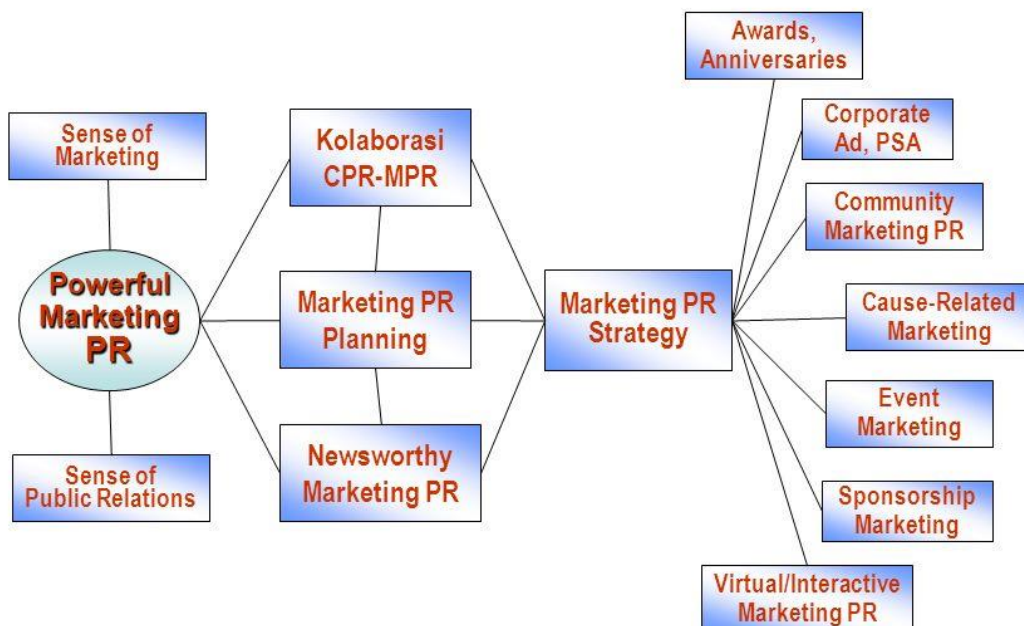 Awards,
Anniversaries
Sense of
Marketing
Kolaborasi
CPR-MPR
Corporate
Ad, PSA
Community
Marketing PR
Powerful
Marketing
PR
Marketing PR
Planning
Marketing PR
Strategy
Cause-Related
Marketing
Event
Marketing
Sense of
Public Relations
Newsworthy
Marketing PR
Sponsorship
Marketing
Virtual/Interactive
Marketing PR